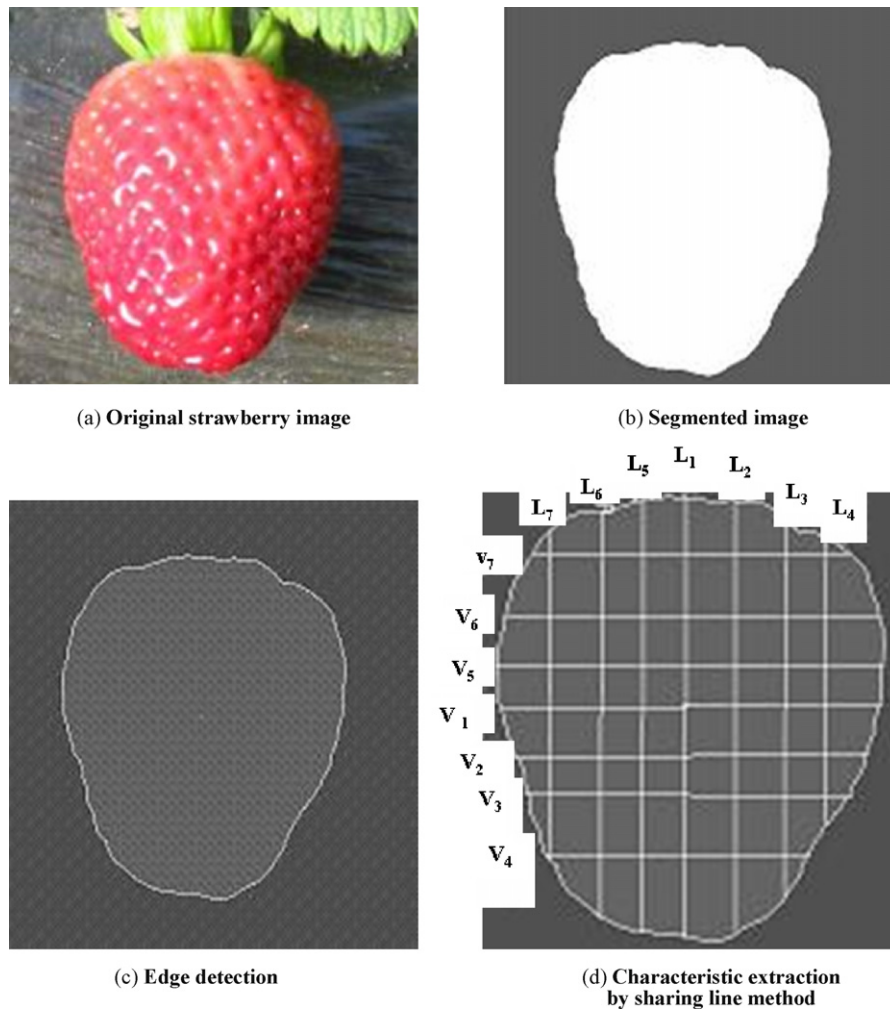 (a) Original strawberry image
(b) Segmented image
L₇ L₆ L₅ L₁ L₂ L₃ L₄
v₇
V₆
V₅
V₁
V₂
V₃
V₄
(c) Edge detection
(d) Characteristic extraction
by sharing line method